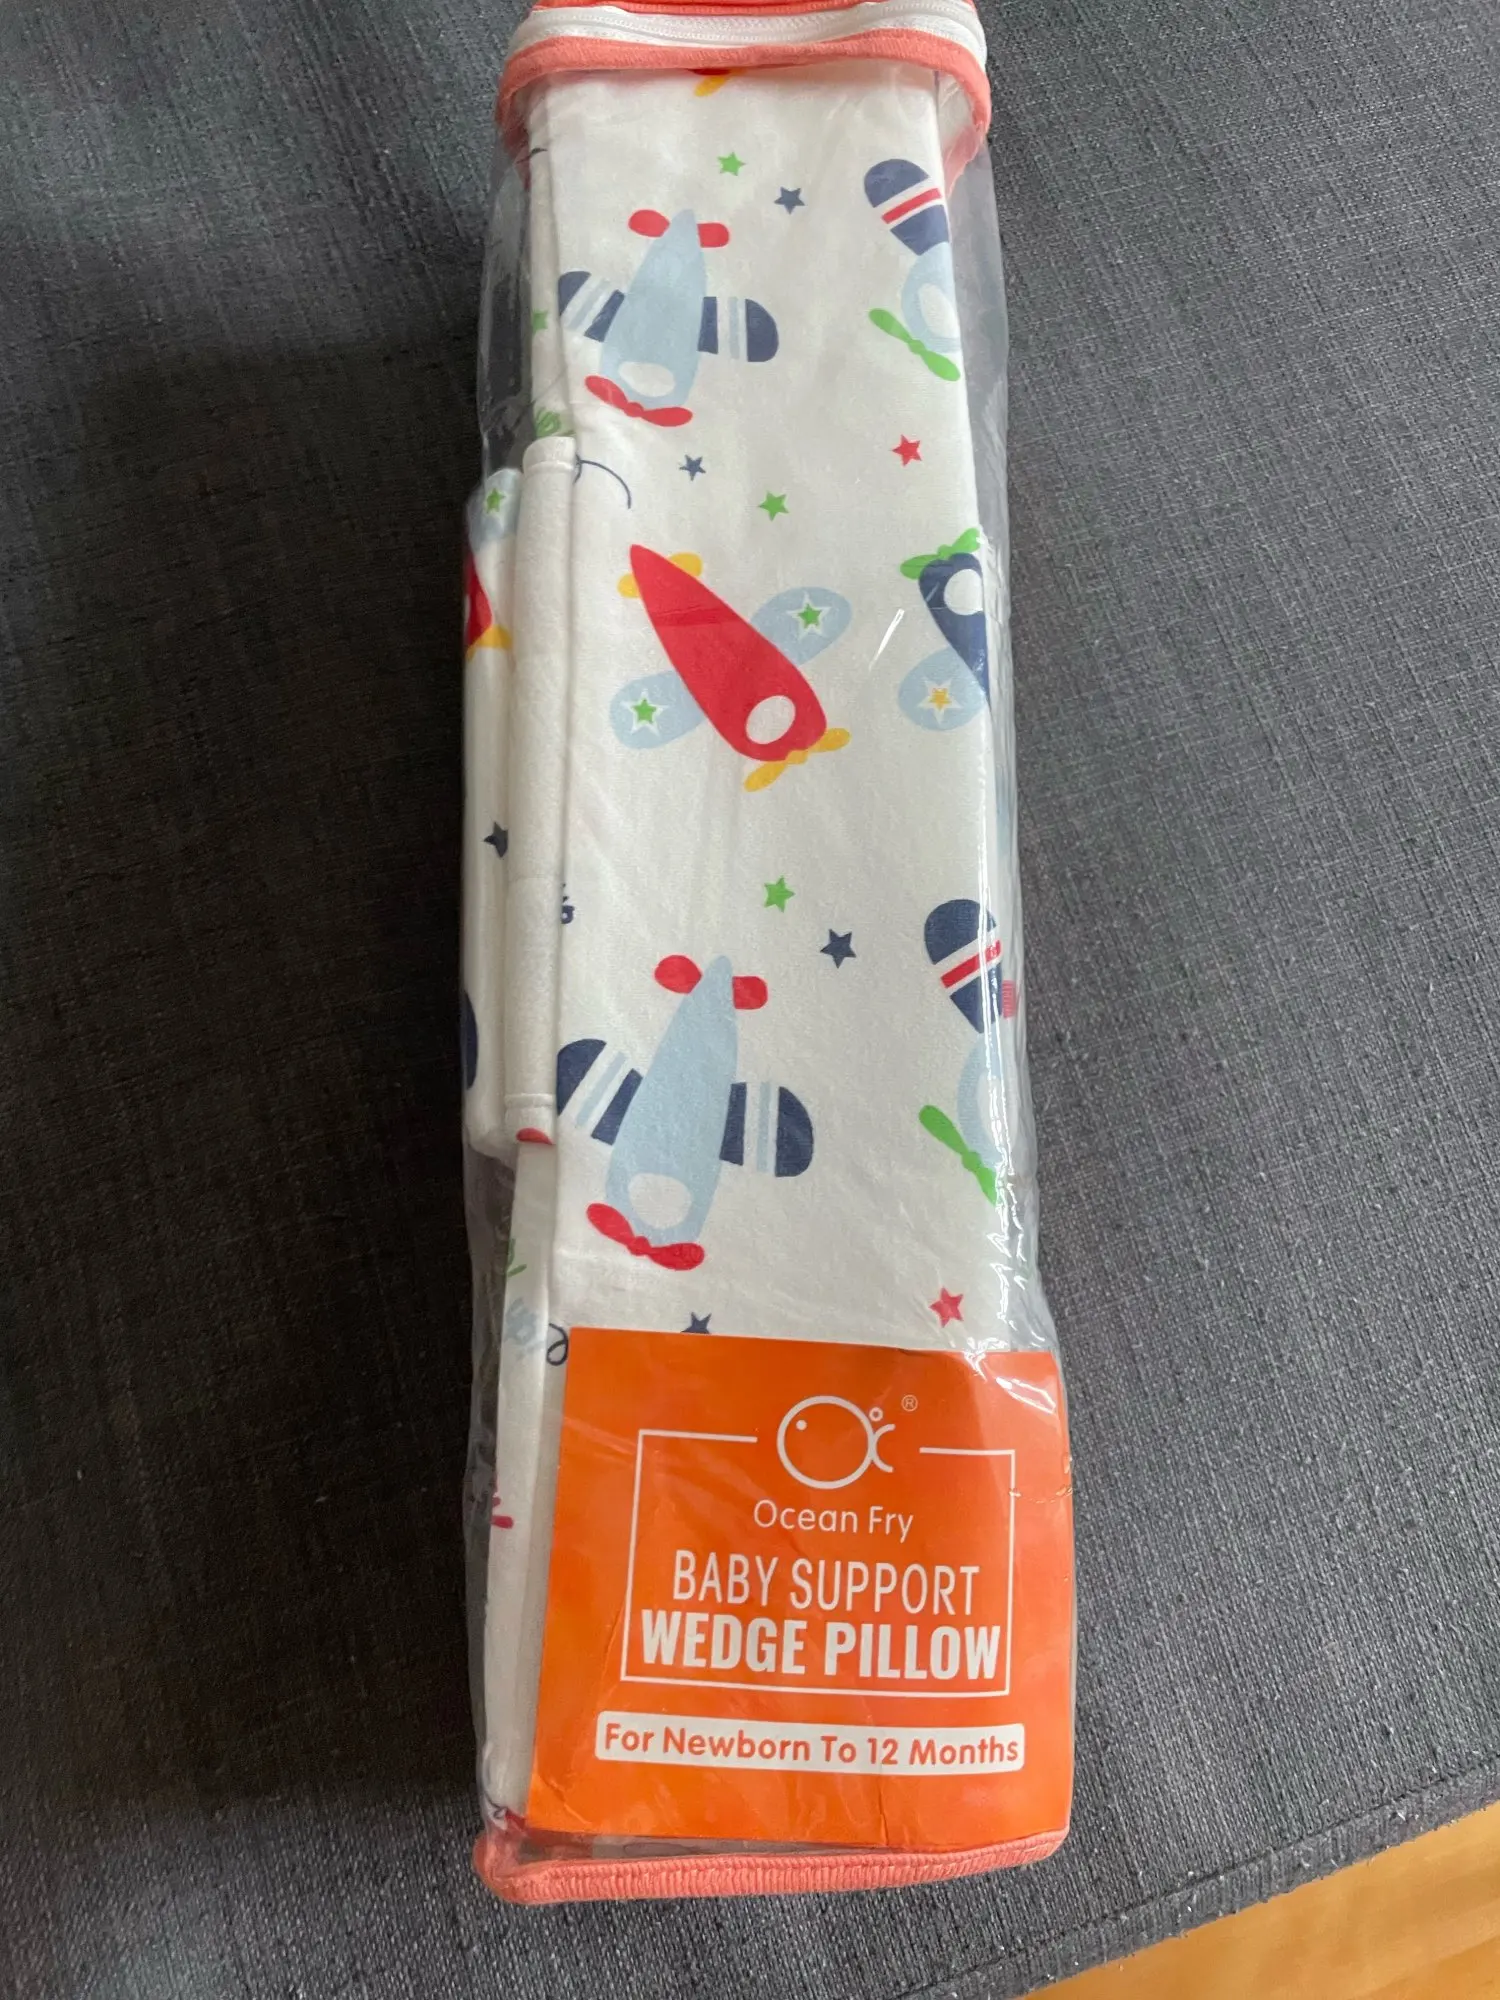 ®
Ocean Fry
BABY SUPPORT
WEDGE PILLOW
For Newborn To 12 Months